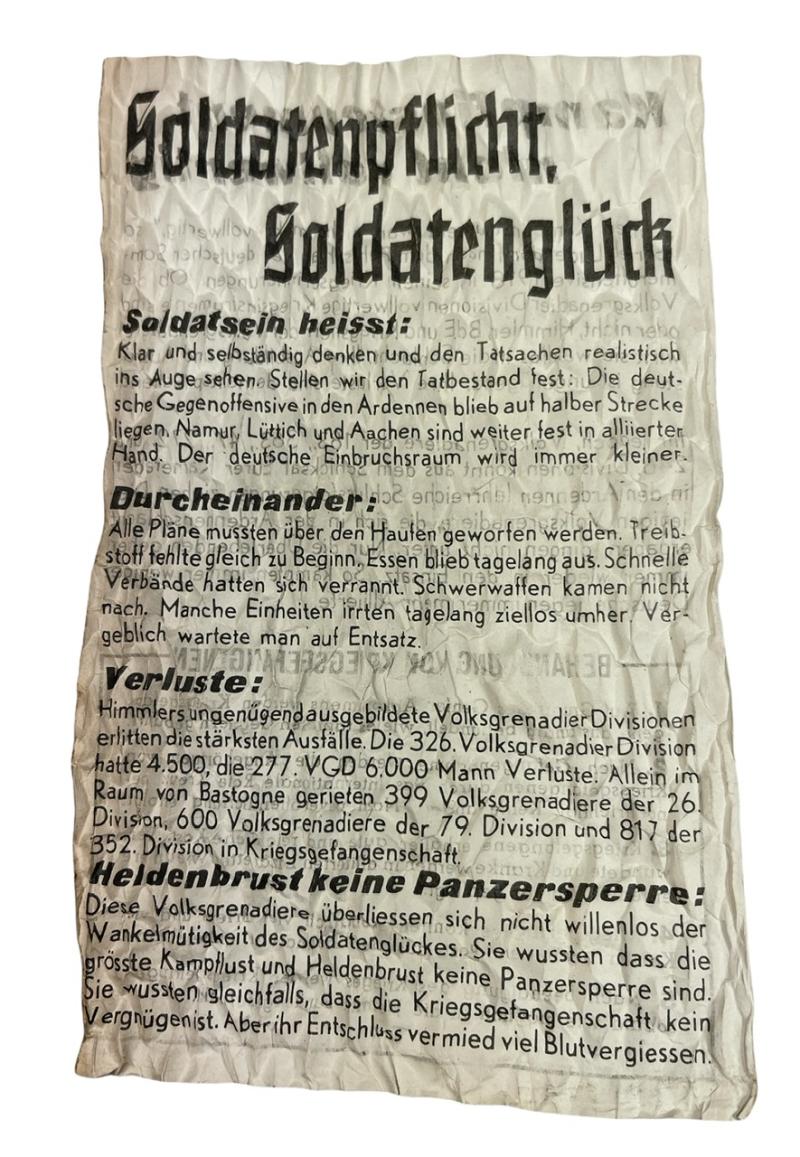 Soldatenpflicht,
Soldatenglück
Soldatsein heisst:
Klar und selbständig denken und den Tatsachen realistisch
ins Auge sehen. Stellen wir den Tatbestand fest: Die deut-
sche Gegenoffensive in den Ardennen blieb auf halber Strecke
liegen. Namur, Lüttich und Aachen sind weiter fest in alliierter
Hand. Der deutsche Einbruchsraum wird immer kleiner.
Durcheinander:
Alle Pläne mussten über den Haufen geworfen werden. Treib-
stoff fehlte gleich zu Beginn. Essen blieb tagelang aus. Schnelle
Verbände hatten sich verrannt. Schwerwaffen kamen nicht
nach. Manche Einheiten irrten tagelang ziellos umher. Ver-
geblich wartete man auf Entsatz.
Verluste:
Himmlers ungenügend ausgebildete Volksgrenadier Divisionen
erlitten die stärksten Ausfälle. Die 326. Volksgrenadier Division
hatte 4.500, die 277. VGD 6.000 Mann Verluste. Allein im
Raum von Bastogne gerieten 399 Volksgrenadiere der 26.
Division, 600 Volksgrenadiere der 79. Division und 817 der
352. Division in Kriegsgefangenschaft.
Heldenbrust keine Panzersperre:
Diese Volksgrenadiere überliessen sich nicht willenlos der
Wankelmütigkeit des Soldatenglückes. Sie wussten dass die
grösste Kampflust und Heldenbrust keine Panzersperre sind.
Sie wussten gleichfalls, dass die Kriegsgefangenschaft kein
Vergnügen ist. Aber ihr Entschluss vermied viel Blutvergiessen.